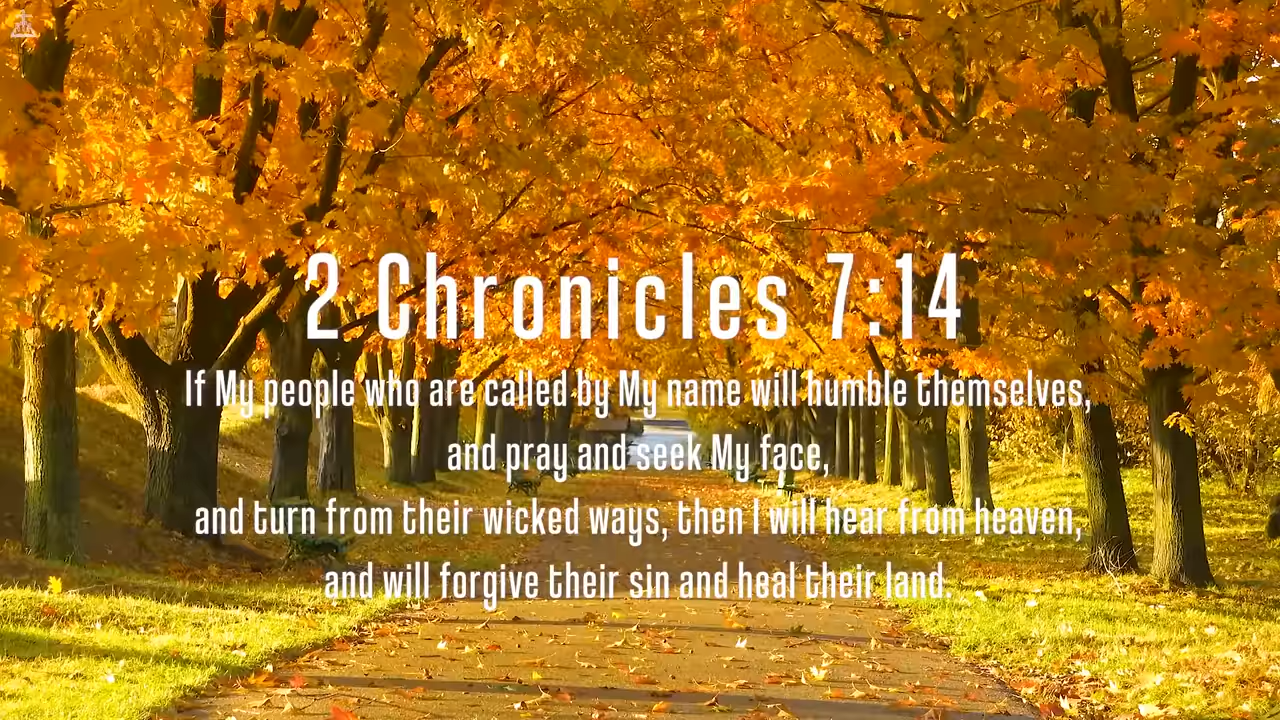 2 Chronicles 7:14
If My people who are called by My name will humble themselves,
and pray and seek My face,
and turn from their wicked ways, then I will hear from heaven,
and will forgive their sin and heal their land.